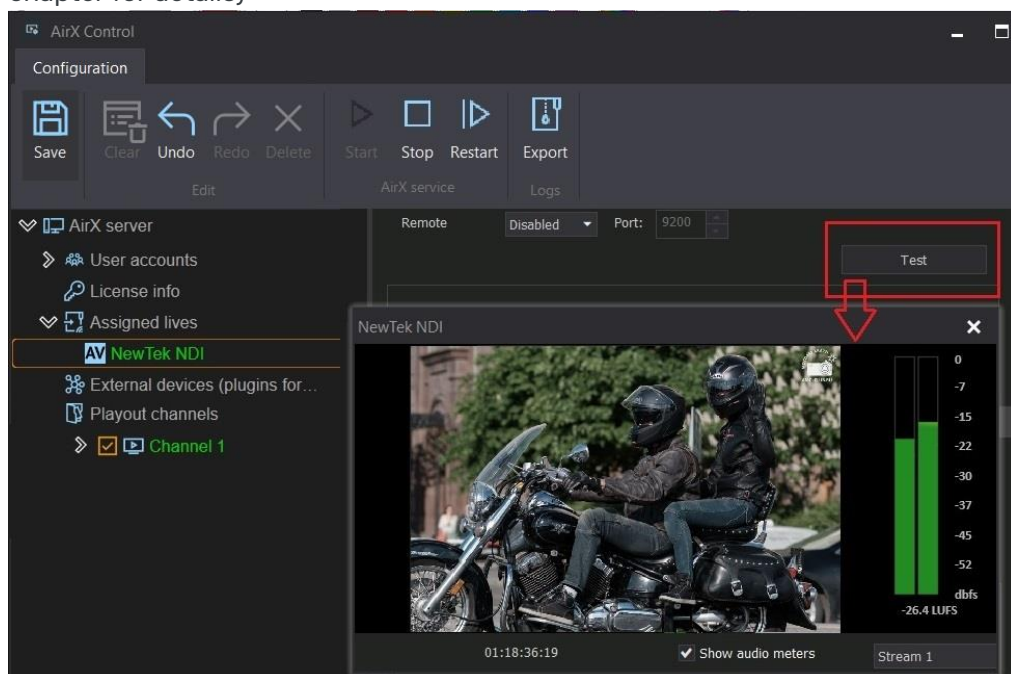 AirX Control
Configuration
Save
Clear
Undo
Redo
Delete
Start
Stop
Restart
Export
Edit
AirX service
Logs
AirX server
User accounts
License info
Assigned lives
AV NewTek NDI
External devices (plugins for...
Playout channels
Channel 1
Remote Disabled Port: 9200
Test
NewTek NDI
0
-7
-15
-22
-30
-37
-45
-52
dbfs
-26.4 LUFS
01:18:36:19
Show audio meters
Stream 1